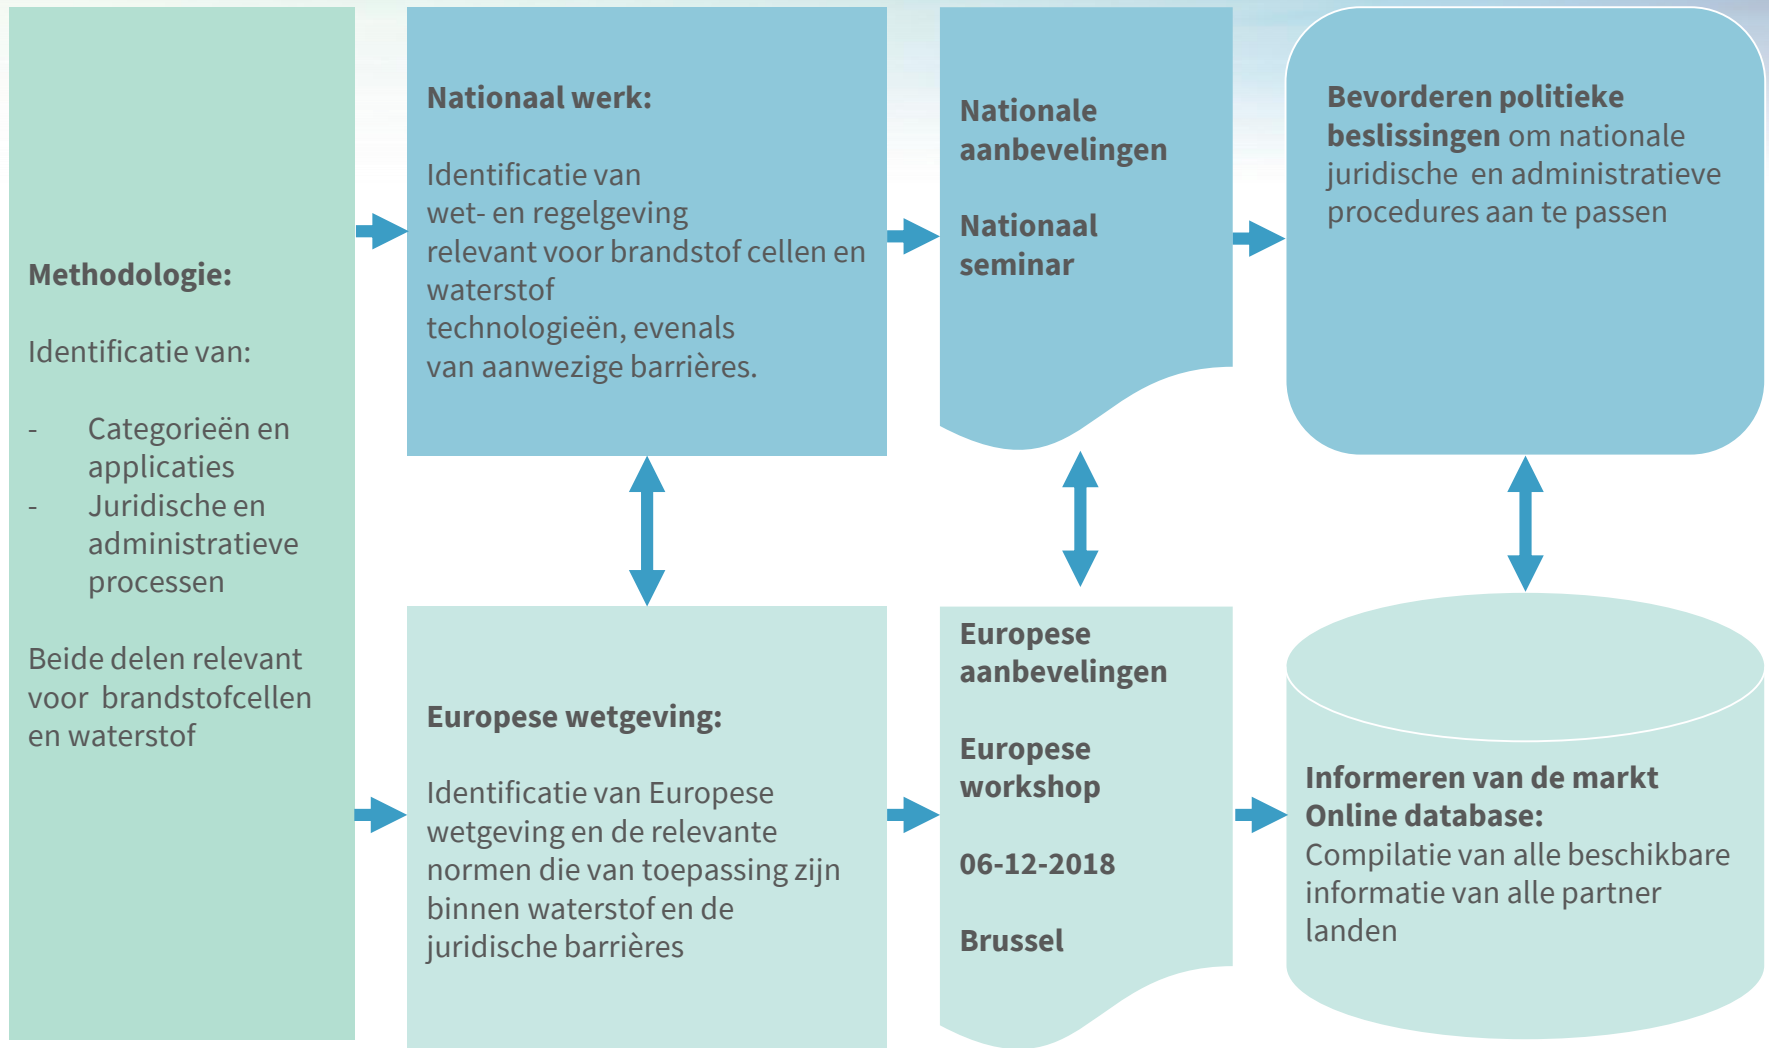 Methodologie:
Identificatie van:
- Categorieën en
applicaties
- Juridische en
administratieve
processen
Beide delen relevant
voor brandstofcellen
en waterstof
Nationaal werk:
Identificatie van
wet- en regelgeving
relevant voor brandstof cellen en
waterstof
technologieën, evenals
van aanwezige barrières.
Nationale
aanbevelingen
Nationaal
seminar
Bevorderen politieke
beslissingen om nationale
juridische en administratieve
procedures aan te passen
Europese wetgeving:
Identificatie van Europese
wetgeving en de relevante
normen die van toepassing zijn
binnen waterstof en de
juridische barrières
Europese
aanbevelingen
Europese
workshop
06-12-2018
Brussel
Informeren van de markt
Online database:
Compilatie van alle beschikbare
informatie van alle partner
landen